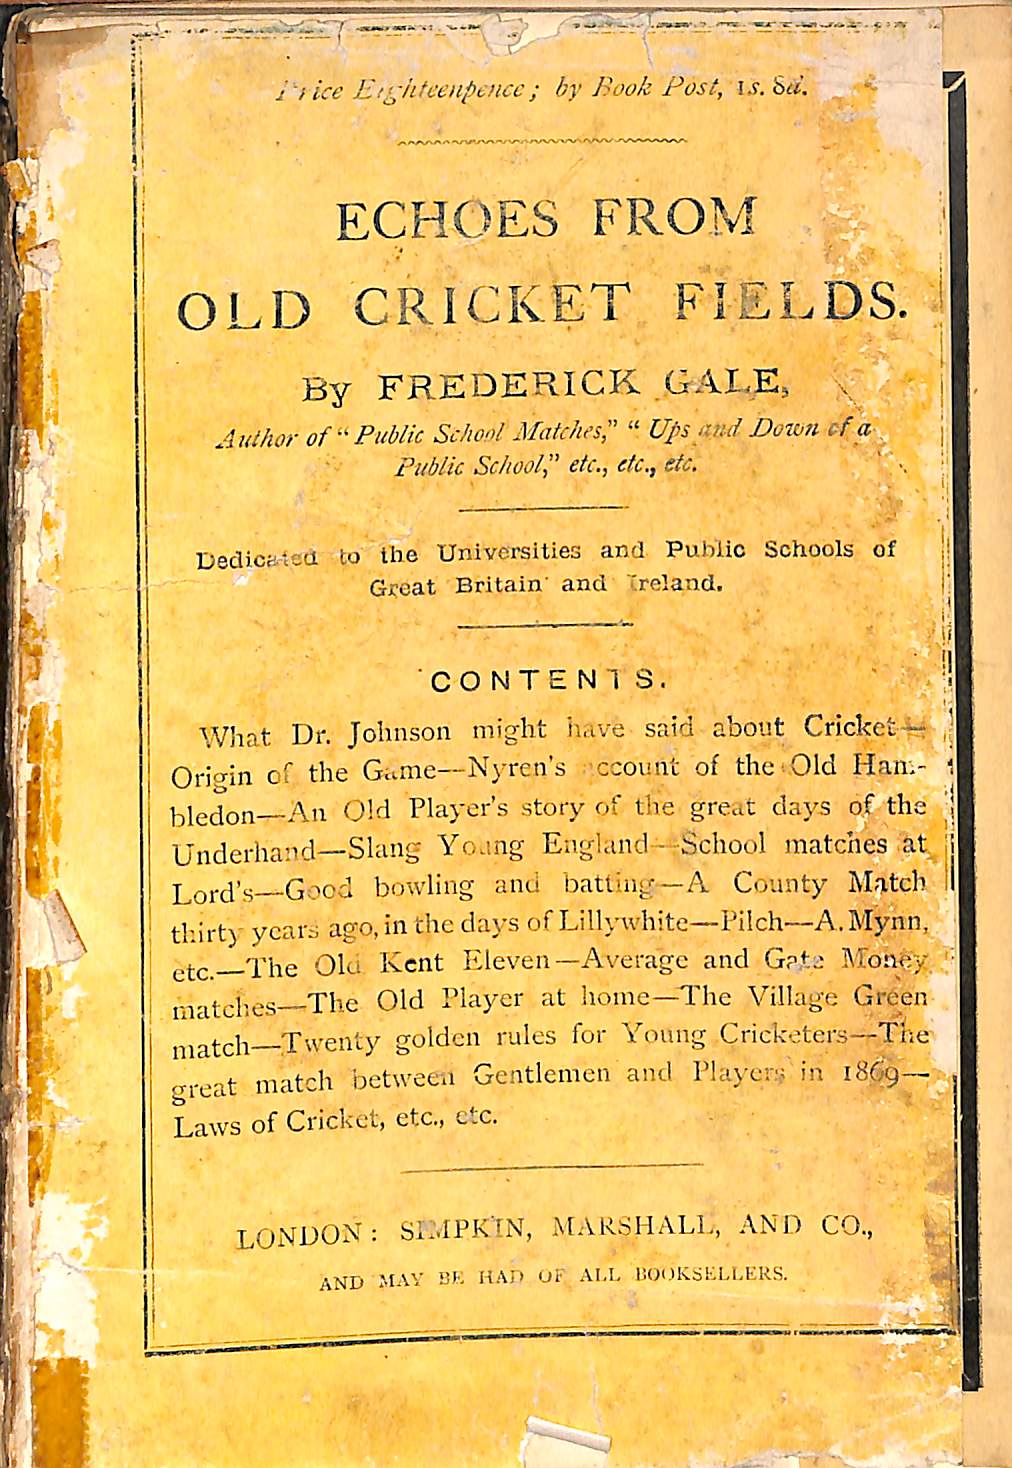 Price Eighteenpence; by Book Post, 1s. 8d.
ECHOES FROM
OLD CRICKET FIELDS.
By FREDERICK GALE,
Author of "Public School Matches," "Ups and Down of a
Public School," etc., etc., etc.
Dedicated to the Universities and Public Schools of
Great Britain and Ireland.
CONTENTS.
What Dr. Johnson might have said about Cricket—
Origin of the Game—Nyren's account of the Old Ham-
bledon—An Old Player's story of the great days of the
Underhand—Slang Young England—School matches at
Lord's—Good bowling and batting—A County Match
thirty years ago, in the days of Lillywhite—Pilch—A. Mynn,
etc.—The Old Kent Eleven—Average and Gate Money
matches—The Old Player at home—The Village Green
match—Twenty golden rules for Young Cricketers—The
great match between Gentlemen and Players in 1869—
Laws of Cricket, etc., etc.
LONDON: SIMPKIN, MARSHALL, AND CO.,
AND MAY BE HAD OF ALL BOOKSELLERS.